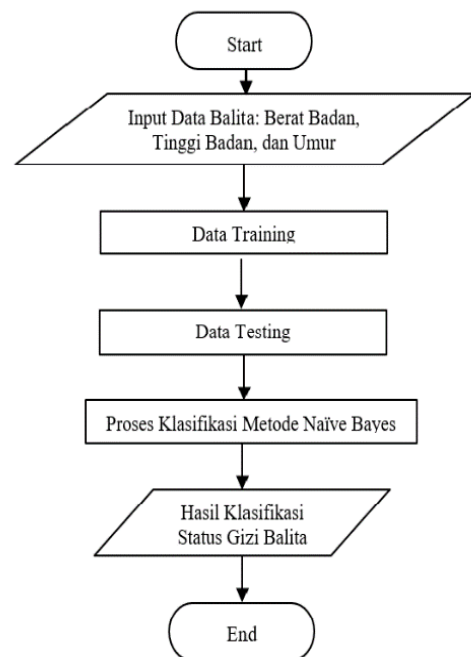 Start
Input Data Balita: Berat Badan,
Tinggi Badan, dan Umur
Data Training
Data Testing
Proses Klasifikasi Metode Naïve Bayes
Hasil Klasifikasi
Status Gizi Balita
End